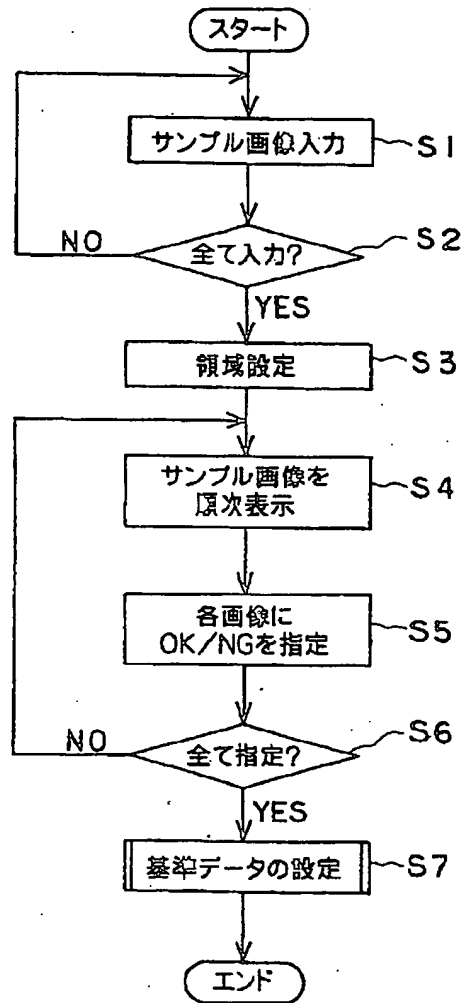 スタート
サンプル画像入力
S1
全て入力?
S2
NO
YES
領域設定
S3
サンプル画像を
順次表示
S4
各画像に
OK/NGを指定
S5
全て指定?
S6
NO
YES
基準データの設定
S7
エンド